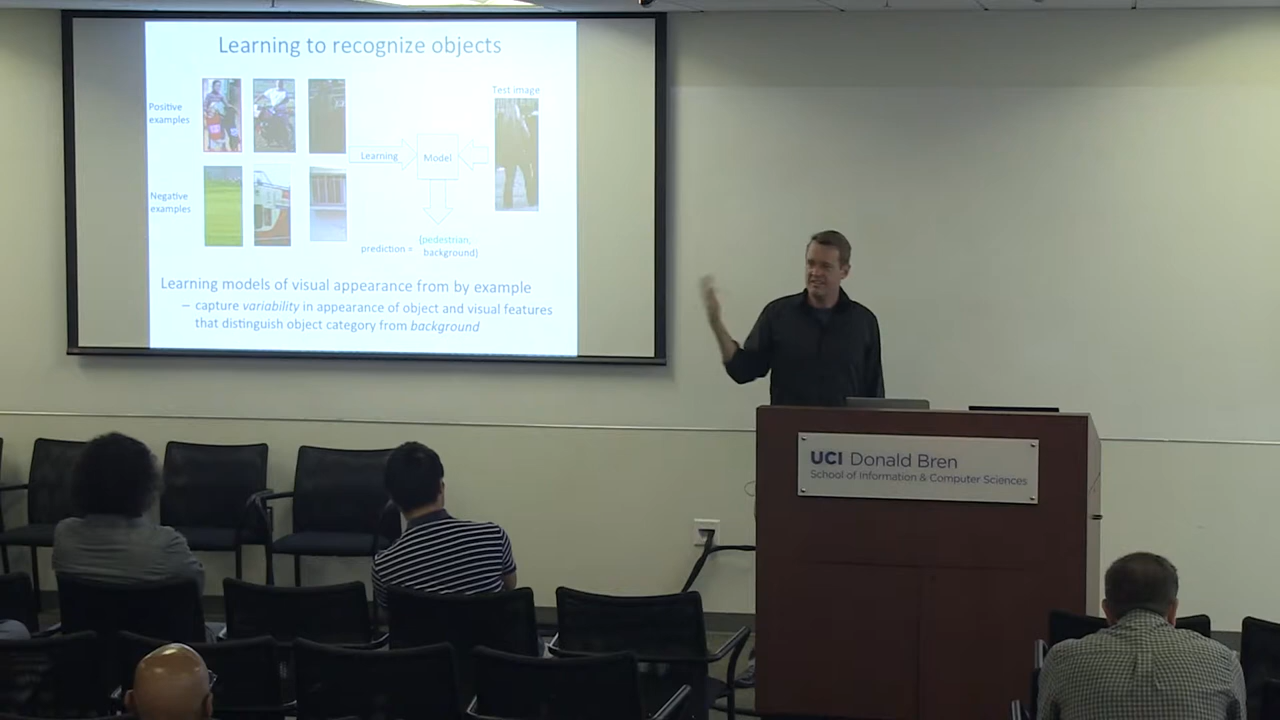 Learning to recognize objects
Positive
examples
Test image
Learning
Model
Negative
examples
prediction =
{pedestrian,
background}
Learning models of visual appearance from by example
– capture variability in appearance of object and visual features
that distinguish object category from background
UCI Donald Bren
School of Information & Computer Sciences